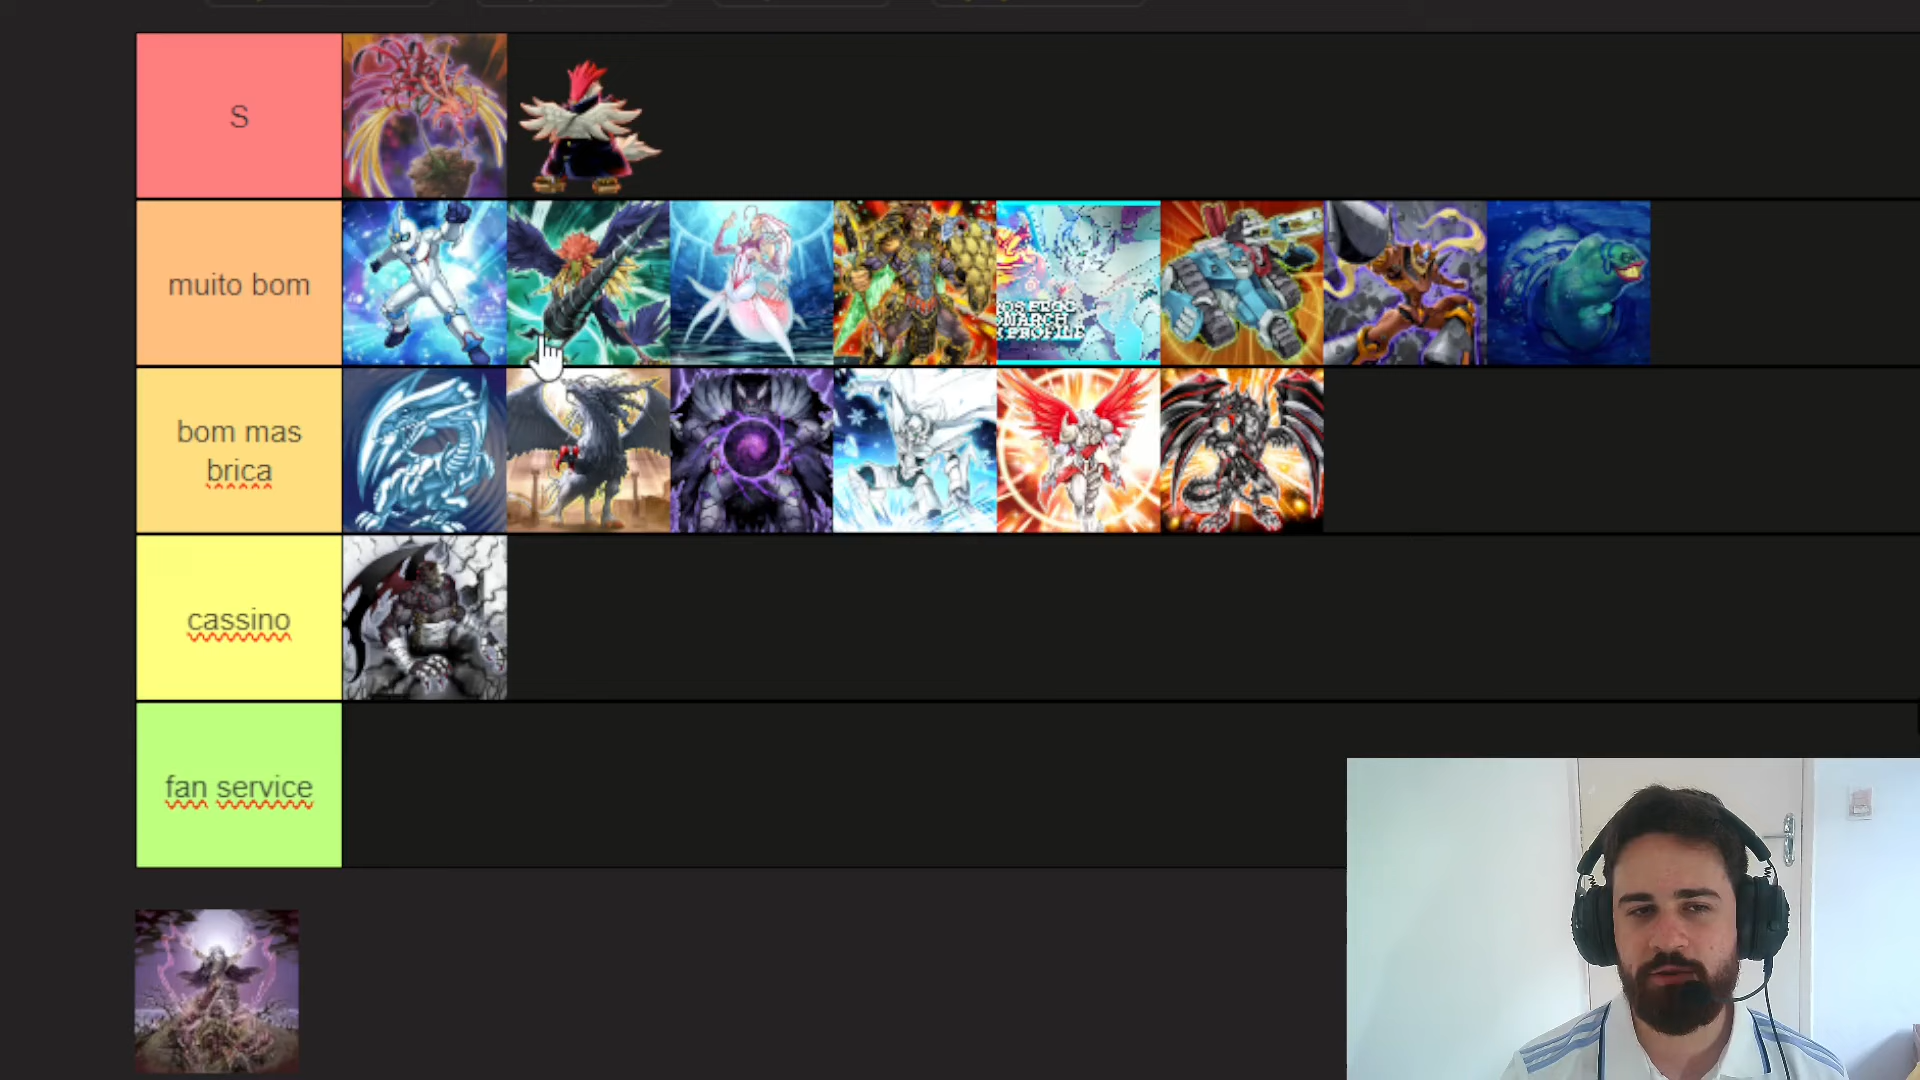 S
muito bom
bom mas
brica
cassino
fan service